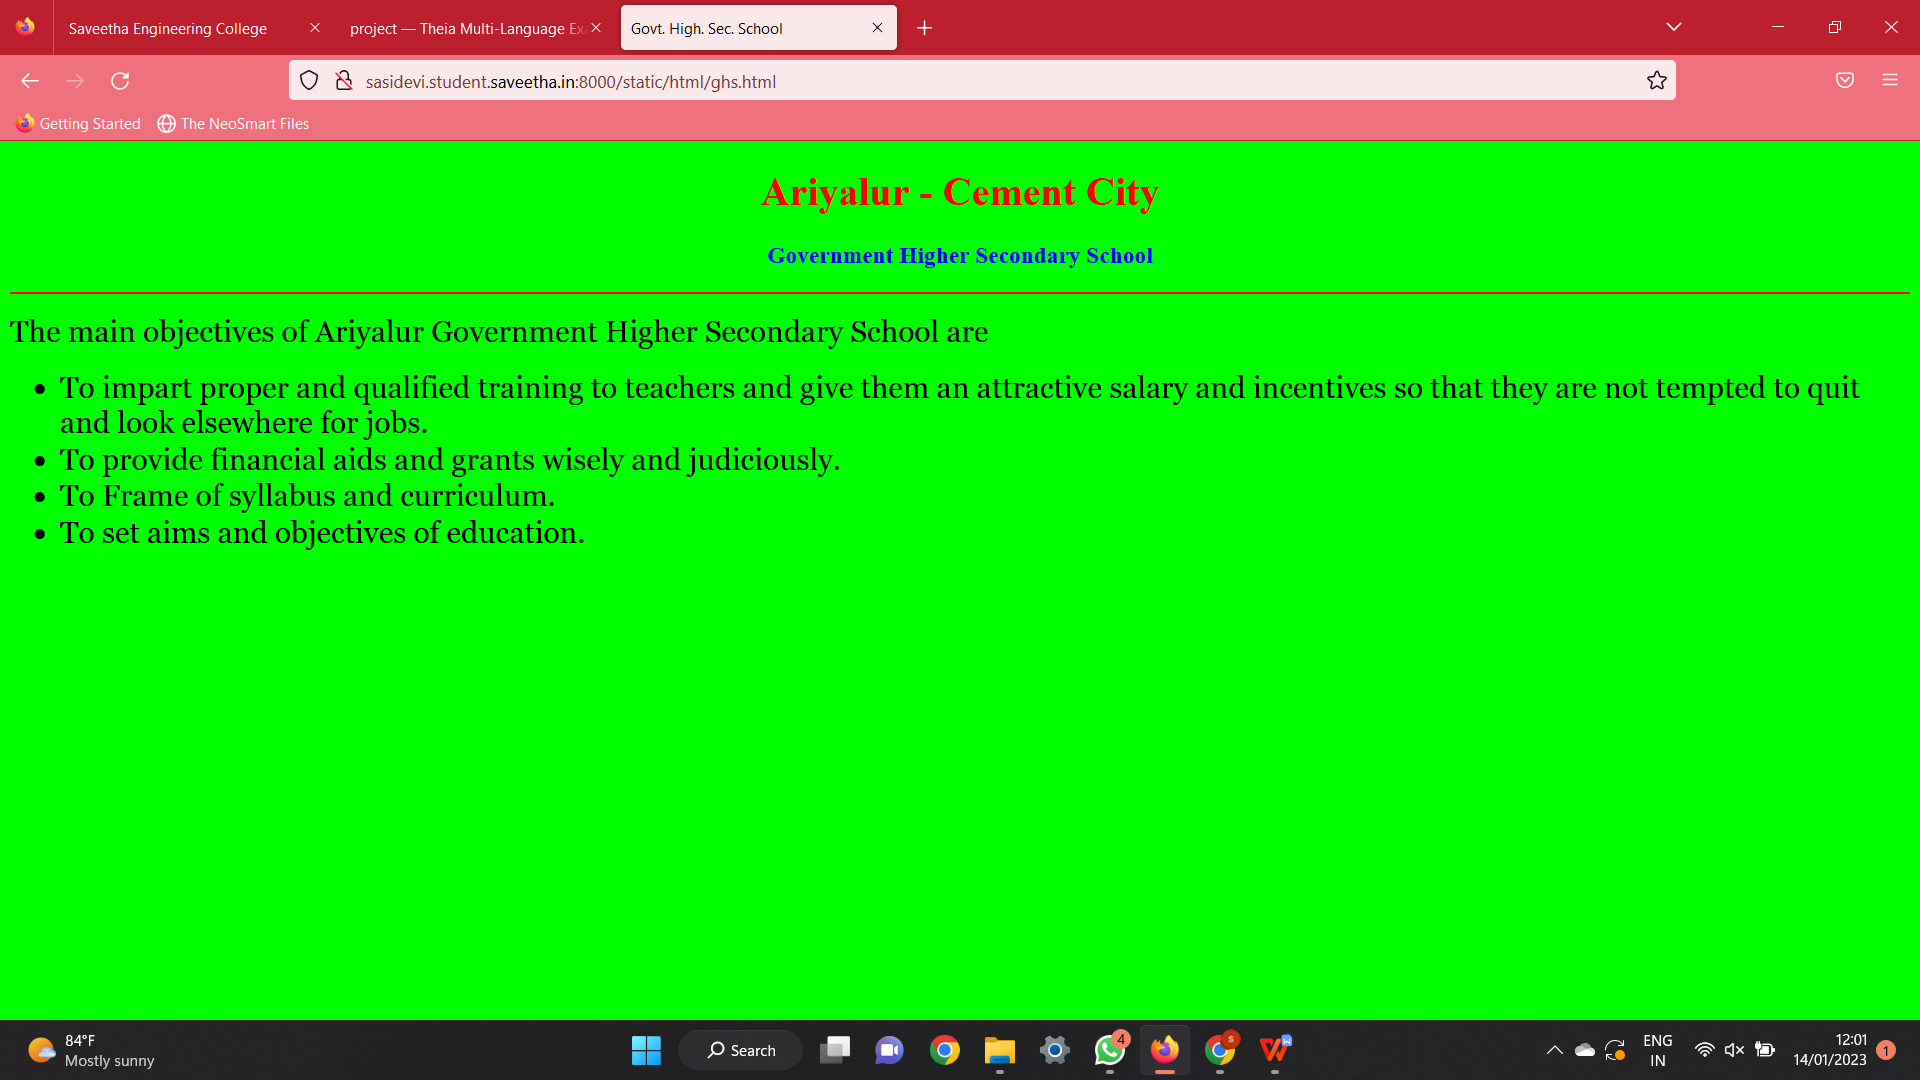 Saveetha Engineering College
project — Theia Multi-Language Ex
Govt. High. Sec. School
sasidevi.student.saveetha.in:8000/static/html/ghs.html
Getting Started
The NeoSmart Files
Ariyalur - Cement City
Government Higher Secondary School
The main objectives of Ariyalur Government Higher Secondary School are
• To impart proper and qualified training to teachers and give them an attractive salary and incentives so that they are not tempted to quit
and look elsewhere for jobs.
• To provide financial aids and grants wisely and judiciously.
• To Frame of syllabus and curriculum.
• To set aims and objectives of education.
84°F
Mostly sunny
Search
4
S
ENG
IN
12:01
14/01/2023
1